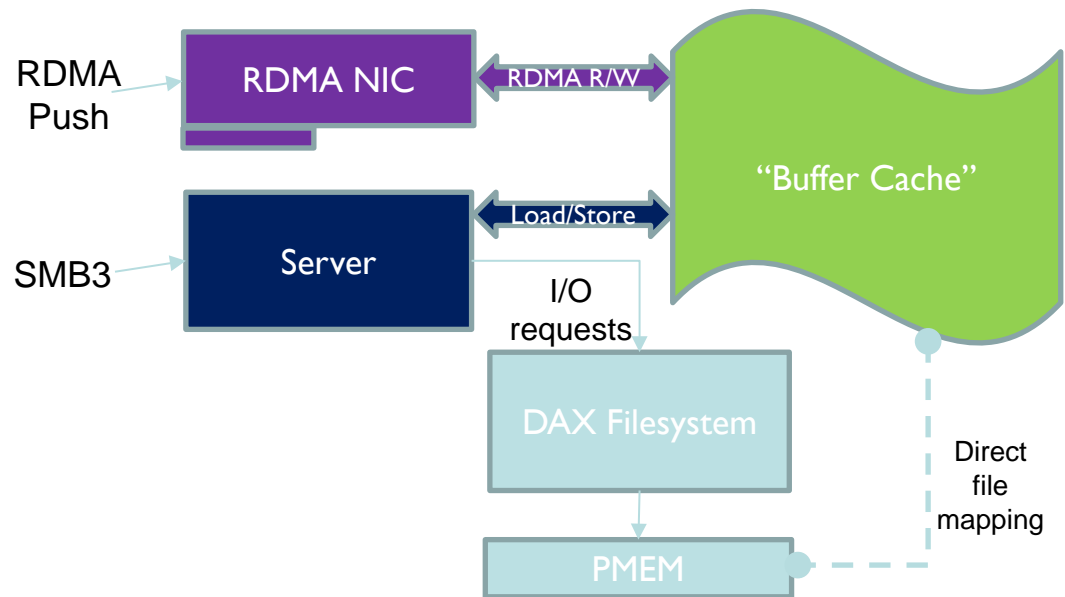 RDMA
Push
RDMA NIC
RDMA R/W
“Buffer Cache”
SMB3
Server
Load/Store
I/O
requests
DAX Filesystem
Direct
file
mapping
PMEM